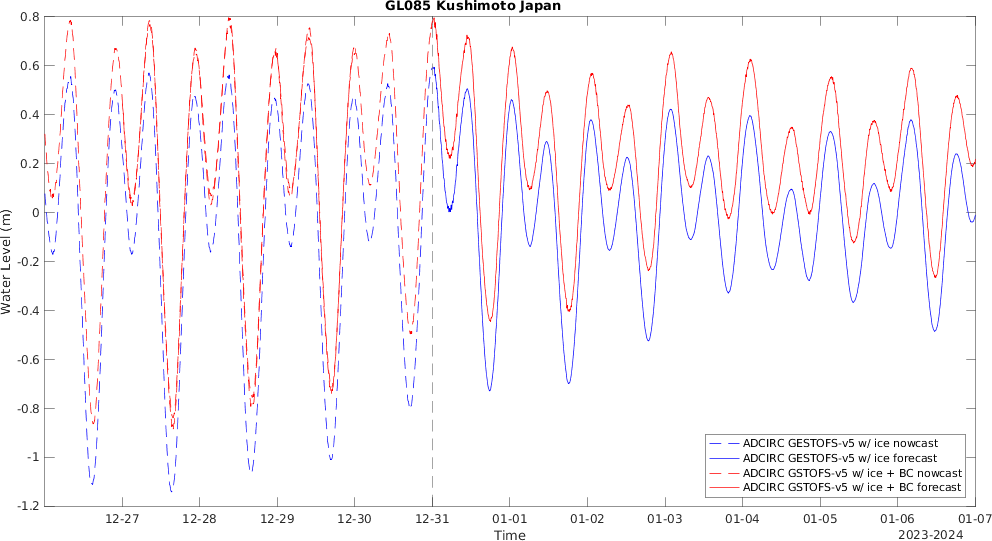 GL085 Kushimoto Japan
0.8
0.6
0.4
0.2
0
-0.2
-0.4
-0.6
-0.8
-1
-1.2
Water Level (m)
ADCIRC GESTOFS-v5 w/ ice nowcast
ADCIRC GESTOFS-v5 w/ ice forecast
ADCIRC GSTOFS-v5 w/ ice + BC nowcast
ADCIRC GSTOFS-v5 w/ ice + BC forecast
12-27 12-28 12-29 12-30 12-31 01-01 01-02 01-03 01-04 01-05 01-06 01-07
Time
2023-2024